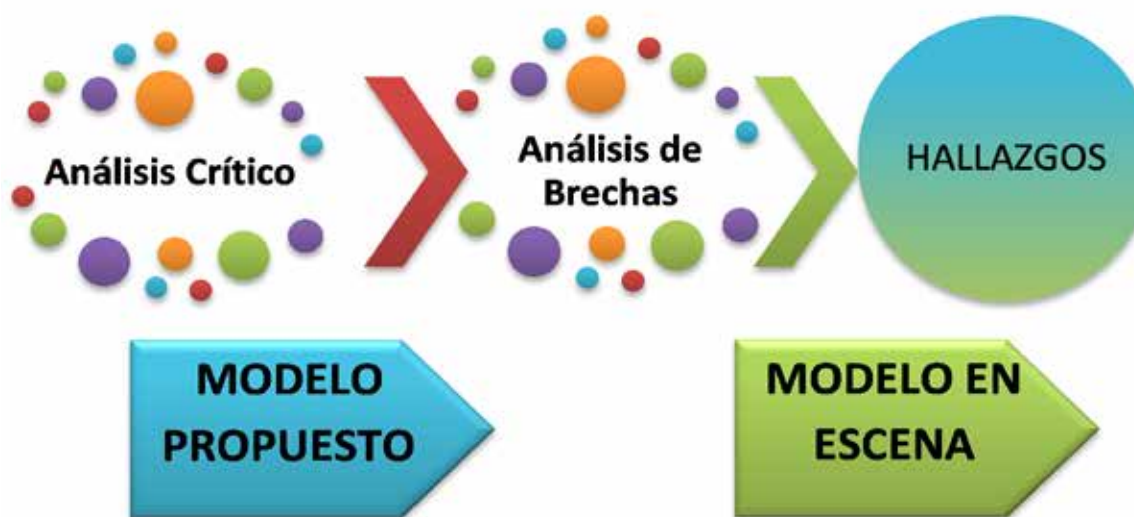 Análisis Crítico
Análisis de
Brechas
HALLAZGOS
MODELO
PROPUESTO
MODELO EN
ESCENA